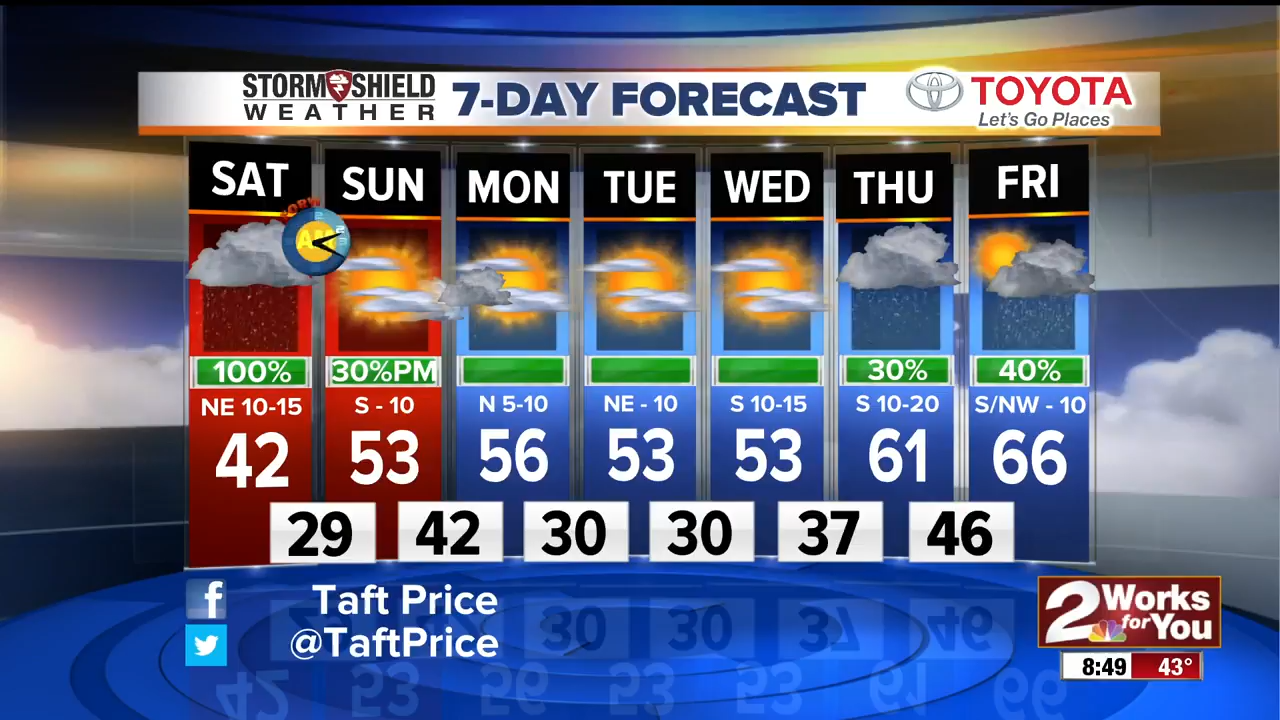 STORM SHIELD
WEATHER
7-DAY FORECAST
TOYOTA
Let's Go Places
SAT SUN MON TUE WED THU FRI
AM
100% 30%PM 30% 40%
NE 10-15 S - 10 N 5-10 NE - 10 S 10-15 S 10-20 S/NW - 10
42 53 56 53 53 61 66
29 42 30 30 37 46
f Taft Price
@TaftPrice
2 Works
for You
8:49 43°